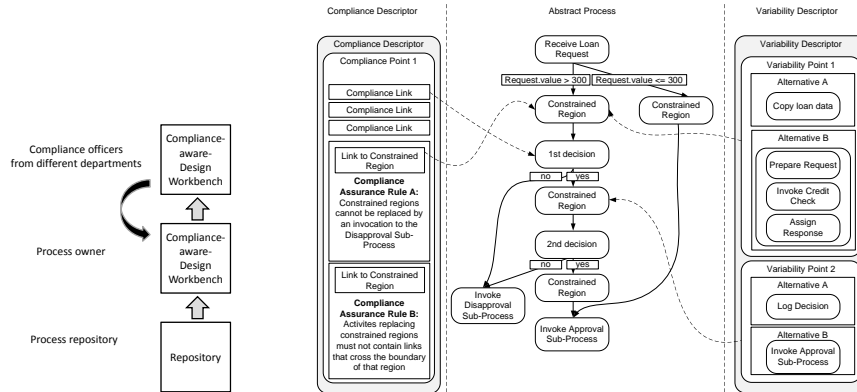 Compliance officers
from different departments
Process owner
Process repository
Compliance-
aware-
Design
Workbench
Compliance-
aware-
Design
Workbench
Repository
Compliance Descriptor
Compliance Descriptor
Compliance Point 1
Compliance Link
Compliance Link
Compliance Link
Link to Constrained
Region
Compliance
Assurance Rule A:
Constrained regions
cannot be replaced by
an invocation to the
Disapproval Sub-
Process
Link to Constrained
Region
Compliance
Assurance Rule B:
Activites replacing
constrained regions
must not contain links
that cross the boundary
of that region
Abstract Process
Receive Loan
Request
Request.value > 300
Request.value <= 300
Constrained
Region
Constrained
Region
1st decision
no
yes
Constrained
Region
2nd decision
no
yes
Constrained
Region
Invoke
Disapproval
Sub-Process
Invoke Approval
Sub-Process
Variability Descriptor
Variability Descriptor
Variability Point 1
Alternative A
Copy loan data
Alternative B
Prepare Request
Invoke Credit
Check
Assign
Response
Variability Point 2
Alternative A
Log Decision
Alternative B
Invoke Approval
Sub-Process